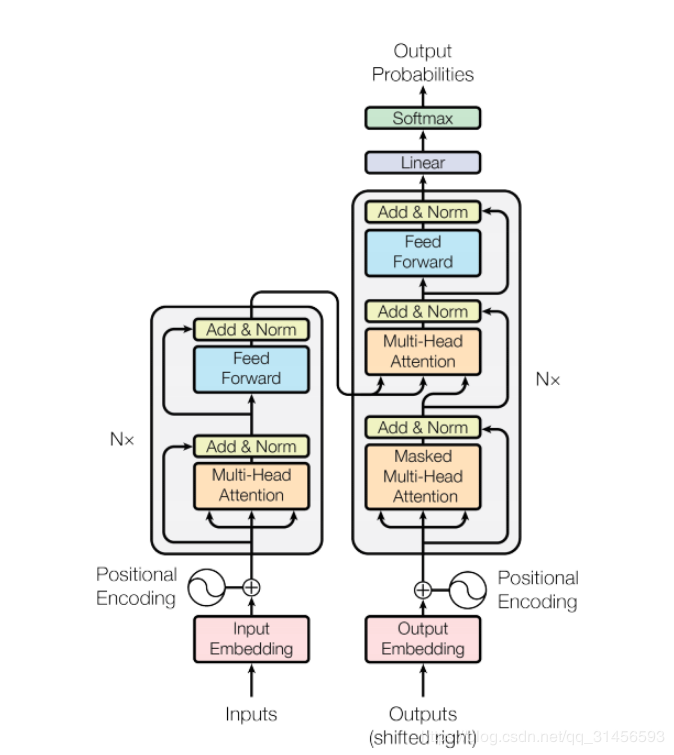 Output
Probabilities
Softmax
Linear
Add & Norm
Feed
Forward
Add & Norm
Multi-Head
Attention
Add & Norm
Masked
Multi-Head
Attention
Nx
Add & Norm
Feed
Forward
Add & Norm
Multi-Head
Attention
N×
Positional
Encoding
Positional
Encoding
Input
Embedding
Output
Embedding
Inputs
Outputs
(shifted right)
blog.csdn.net/qq_31456593